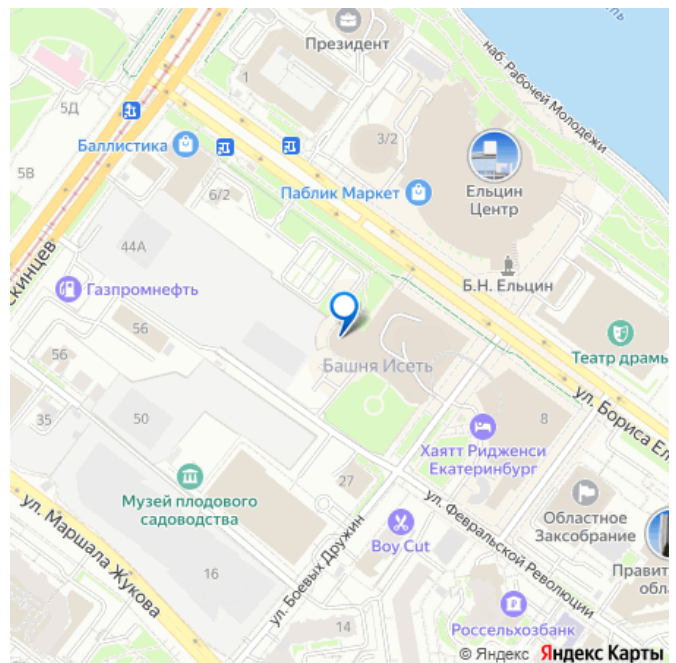 Президент
1
наб. Рабочей Молодёжи
5Д
3/2
Баллистика
5В
Ельцин
Центр
Паблик Маркет
6/2
44А
Б.Н. Ельцин
Газпромнефть
56
Театр драмы
Башня Исеть
56
ул. Бориса Ел
35
50
8
Хаятт Ридженси
Екатеринбург
27
Музей плодового
садоводства
ул. Февральской Революции
Областное
Заксобрание
ул. Маршала Жукова
ул. Боевых Дружин
Boy Cut
16
Правит
обл
14
Россельхозбанк
© Яндекс Яндекс Карты